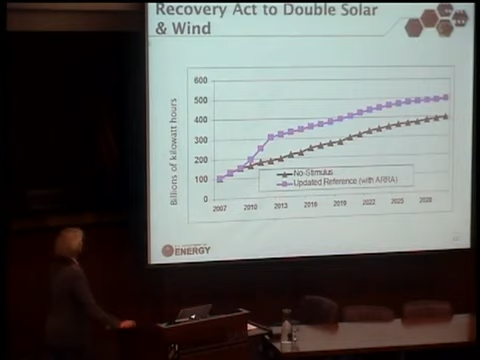 Recovery Act to Double Solar
& Wind
Billions of kilowatt hours
600
500
400
300
200
100
0
No-Stimulus
Updated Reference (with ARRA)
2007
2010
2013
2016
2019
2022
2025
2028
ENERGY